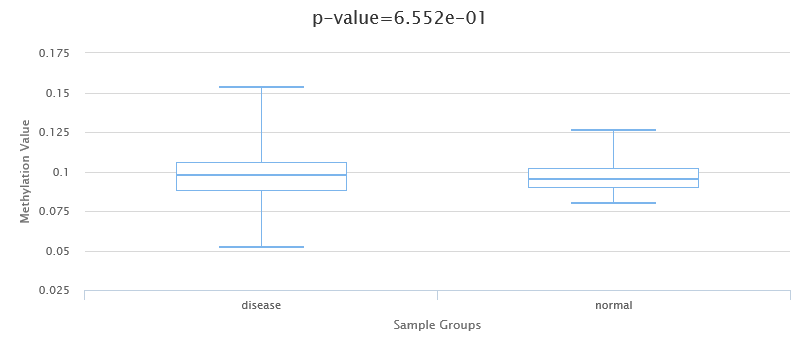 p-value=6.552e-01
0.175
0.15
0.125
0.1
0.075
0.05
0.025
Methylation Value
disease
normal
Sample Groups